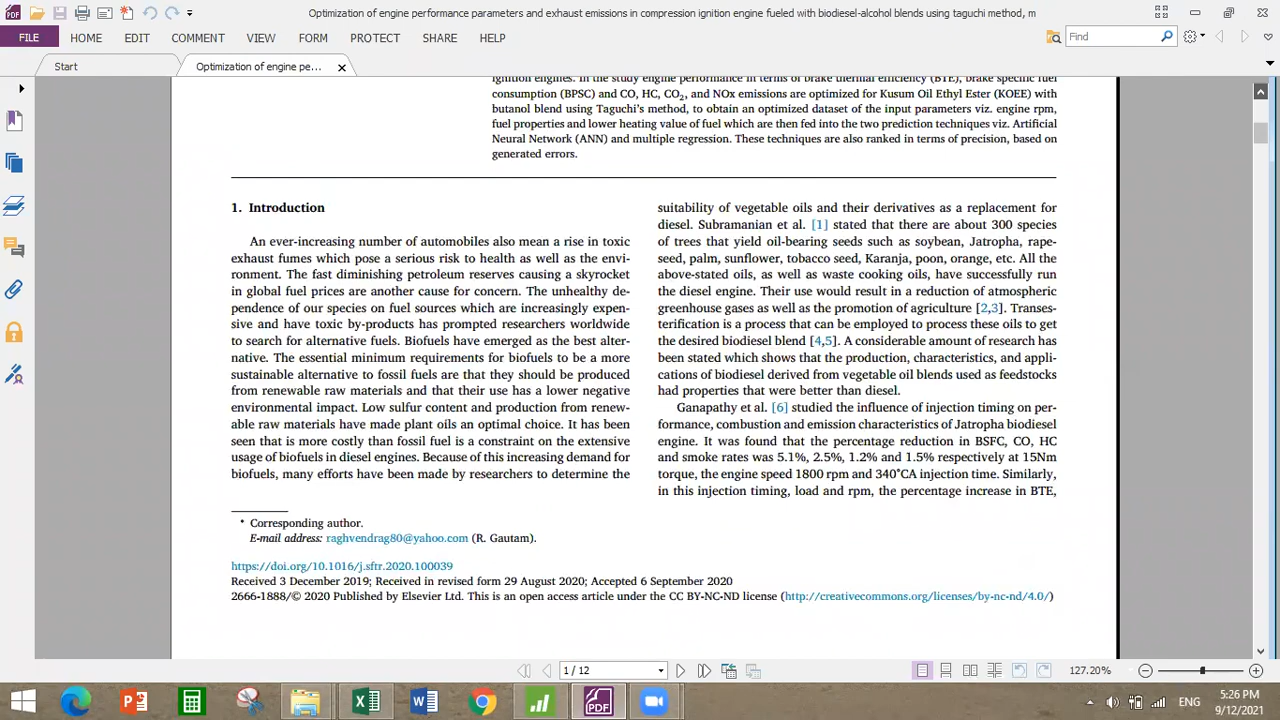 Optimization of engine performance parameters and exhaust emissions in compression ignition engine fueled with biodiesel-alcohol blends using taguchi method, m
FILE HOME EDIT COMMENT VIEW FORM PROTECT SHARE HELP
Find
Start
Optimization of engine pe...
ignition engines. In the study engine performance in terms of brake thermal efficiency (BTE), brake specific fuel
consumption (BPSC) and CO, HC, CO2, and NOx emissions are optimized for Kusum Oil Ethyl Ester (KOEE) with
butanol blend using Taguchi's method, to obtain an optimized dataset of the input parameters viz. engine rpm,
fuel properties and lower heating value of fuel which are then fed into the two prediction techniques viz. Artificial
Neural Network (ANN) and multiple regression. These techniques are also ranked in terms of precision, based on
generated errors.
1. Introduction
An ever-increasing number of automobiles also mean a rise in toxic
exhaust fumes which pose a serious risk to health as well as the envi-
ronment. The fast diminishing petroleum reserves causing a skyrocket
in global fuel prices are another cause for concern. The unhealthy de-
pendence of our species on fuel sources which are increasingly expen-
sive and have toxic by-products has prompted researchers worldwide
to search for alternative fuels. Biofuels have emerged as the best alter-
native. The essential minimum requirements for biofuels to be a more
sustainable alternative to fossil fuels are that they should be produced
from renewable raw materials and that their use has a lower negative
environmental impact. Low sulfur content and production from renew-
able raw materials have made plant oils an optimal choice. It has been
seen that is more costly than fossil fuel is a constraint on the extensive
usage of biofuels in diesel engines. Because of this increasing demand for
biofuels, many efforts have been made by researchers to determine the
suitability of vegetable oils and their derivatives as a replacement for
diesel. Subramanian et al. [1] stated that there are about 300 species
of trees that yield oil-bearing seeds such as soybean, Jatropha, rape-
seed, palm, sunflower, tobacco seed, Karanja, poon, orange, etc. All the
above-stated oils, as well as waste cooking oils, have successfully run
the diesel engine. Their use would result in a reduction of atmospheric
greenhouse gases as well as the promotion of agriculture [2,3]. Transes-
terification is a process that can be employed to process these oils to get
the desired biodiesel blend [4,5]. A considerable amount of research has
been stated which shows that the production, characteristics, and appli-
cations of biodiesel derived from vegetable oil blends used as feedstocks
had properties that were better than diesel.
Ganapathy et al. [6] studied the influence of injection timing on per-
formance, combustion and emission characteristics of Jatropha biodiesel
engine. It was found that the percentage reduction in BSFC, CO, HC
and smoke rates was 5.1%, 2.5%, 1.2% and 1.5% respectively at 15Nm
torque, the engine speed 1800 rpm and 340°CA injection time. Similarly,
in this injection timing, load and rpm, the percentage increase in BTE,
* Corresponding author.
E-mail address: raghvendrag80@yahoo.com (R. Gautam).
https://doi.org/10.1016/j.sftr.2020.100039
Received 3 December 2019; Received in revised form 29 August 2020; Accepted 6 September 2020
2666-1888/© 2020 Published by Elsevier Ltd. This is an open access article under the CC BY-NC-ND license (http://creativecommons.org/licenses/by-nc-nd/4.0/)
1 / 12
127.20%
ENG
5:26 PM
9/12/2021